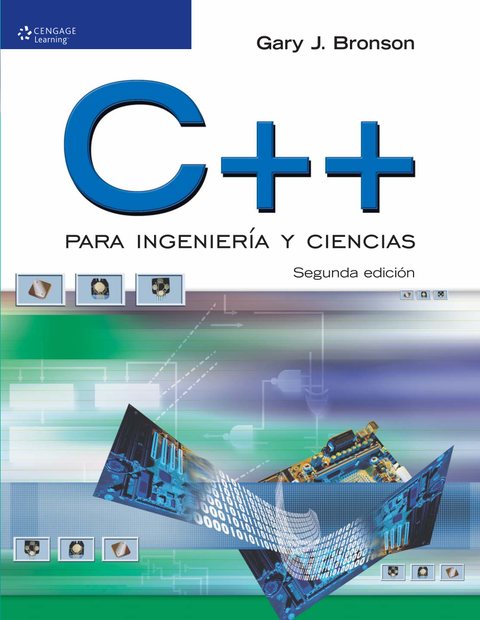 CENGAGE
Learning
Gary J. Bronson
C++
PARA INGENIERÍA Y CIENCIAS
Segunda edición